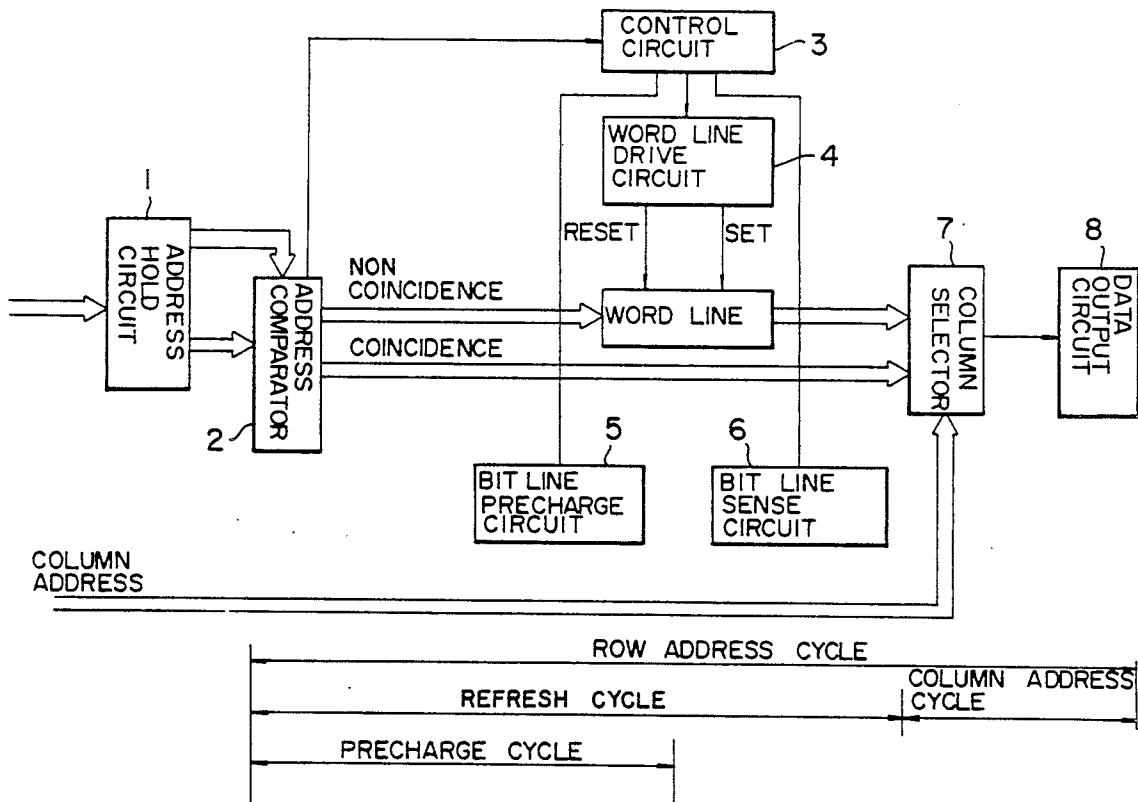 CONTROL
CIRCUIT
3
WORD LINE
DRIVE
CIRCUIT
4
1
ADDRESS
HOLD
CIRCUIT
RESET
SET
7
8
NON
COINCIDENCE
WORD LINE
COINCIDENCE
ADDRESS
COMPARATOR
2
COLUMN
SELECTOR
DATA
OUTPUT
CIRCUIT
5
6
BIT LINE
PRECHARGE
CIRCUIT
BIT LINE
SENSE
CIRCUIT
COLUMN
ADDRESS
ROW ADDRESS CYCLE
REFRESH CYCLE
COLUMN ADDRESS
CYCLE
PRECHARGE CYCLE